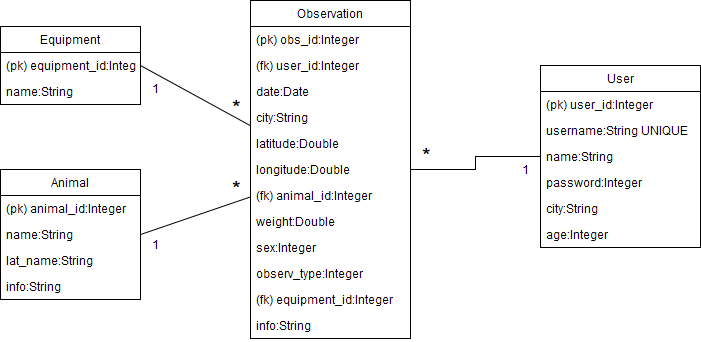 Equipment
(pk) equipment_id:Integ
name:String
1
*
Animal
(pk) animal_id:Integer
name:String
lat_name:String
info:String
1
*
Observation
(pk) obs_id:Integer
(fk) user_id:Integer
date:Date
city:String
latitude:Double
longitude:Double
(fk) animal_id:Integer
weight:Double
sex:Integer
observ_type:Integer
(fk) equipment_id:Integer
info:String
*
1
User
(pk) user_id:Integer
username:String UNIQUE
name:String
password:Integer
city:String
age:Integer